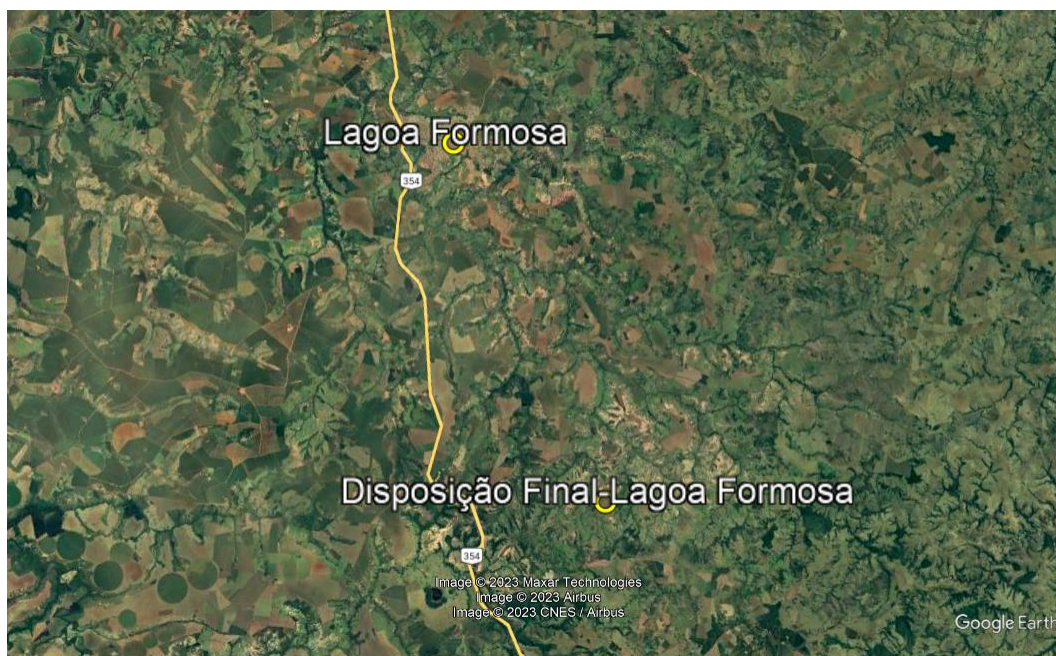 Lagoa Formosa
354
Disposição Final-Lagoa Formosa
354
Image © 2023 Maxar Technologies
Image © 2023 Airbus
Image © 2023 CNES / Airbus
Google Earth